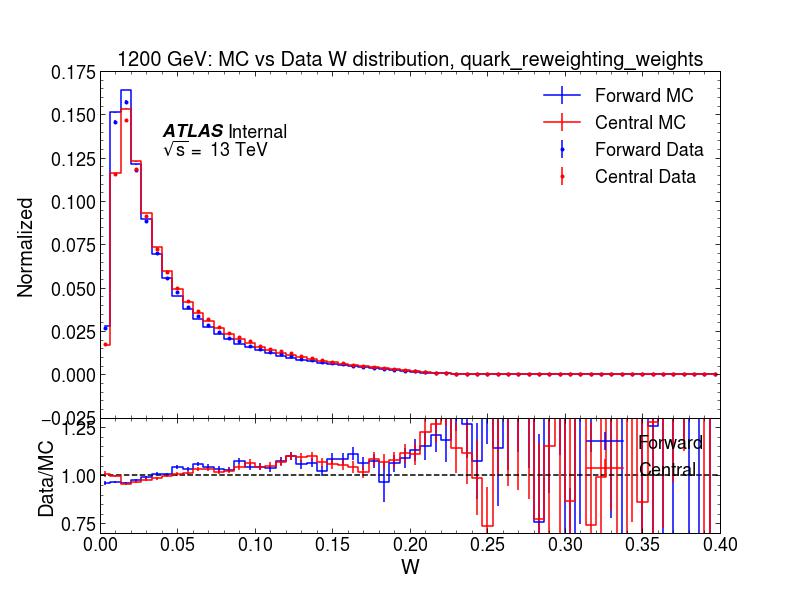 1200 GeV: MC vs Data W distribution, quark_reweighting_weights
0.175
0.150
0.125
0.100
0.075
0.050
0.025
0.000
−0.025
Normalized
ATLAS Internal
√s = 13 TeV
Forward MC
Central MC
Forward Data
Central Data
1.25
1.00
0.75
Data/MC
Forward
Central
0.00 0.05 0.10 0.15 0.20 0.25 0.30 0.35 0.40
W